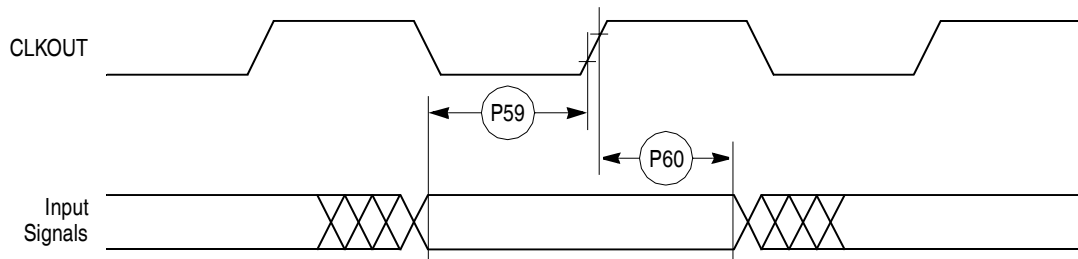 CLKOUT
P59
P60
Input
Signals